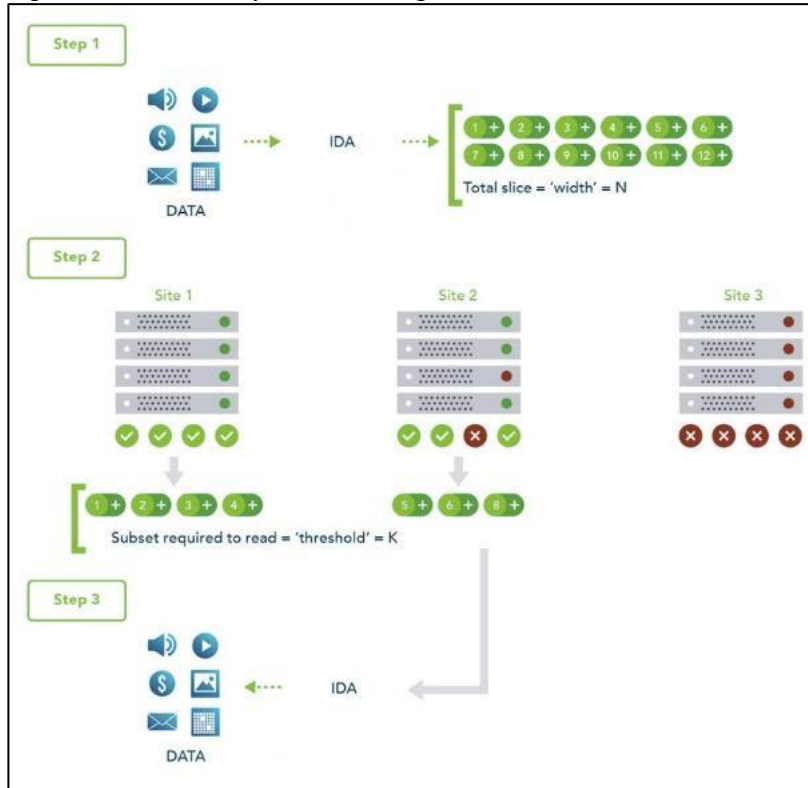 Step 1
1 + 2 + 3 + 4 + 5 + 6 +
$
IDA
7 + 8 + 9 + 10 + 11 + 12 +
Total slice = 'width' = N
DATA
Step 2
Site 1 Site 2 Site 3
1 + 2 + 3 + 4 + 5 + 6 + 8 +
Subset required to read = 'threshold' = K
Step 3
$
IDA
DATA